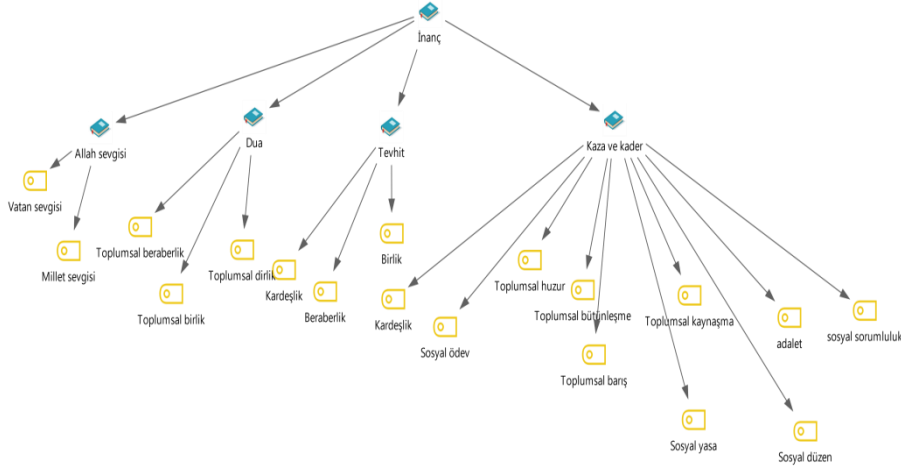 İnanç
Allah sevgisi
Dua
Tevhit
Kaza ve kader
Vatan sevgisi
Millet sevgisi
Toplumsal beraberlik
Toplumsal birlik
Toplumsal dirlik
Kardeşlik
Beraberlik
Birlik
Kardeşlik
Sosyal ödev
Toplumsal huzur
Toplumsal bütünleşme
Toplumsal barış
Toplumsal kaynaşma
Sosyal yasa
adalet
Sosyal düzen
sosyal sorumluluk